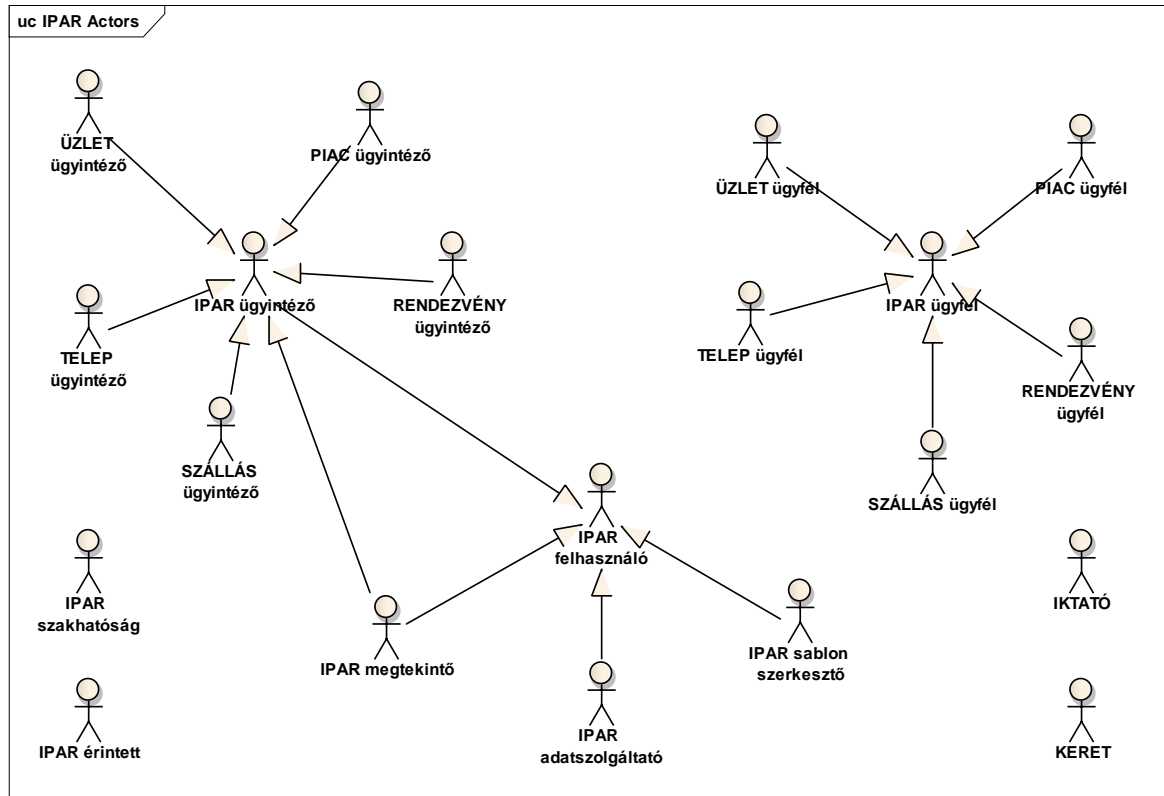 uc IPAR Actors
ÜZLET
ügyintéző
PIAC ügyintéző
ÜZLET ügyfél
PIAC ügyfél
IPAR ügyintéző
RENDEZVÉNY
ügyintéző
IPAR ügyfél
TELEP
ügyintéző
TELEP ügyfél
RENDEZVÉNY
ügyfél
SZÁLLÁS
ügyintéző
SZÁLLÁS ügyfél
IPAR
felhasználó
IPAR
szakhatóság
IPAR megtekintő
IPAR sablon
szerkesztő
IKTATÓ
IPAR érintett
IPAR
adatszolgáltató
KERET